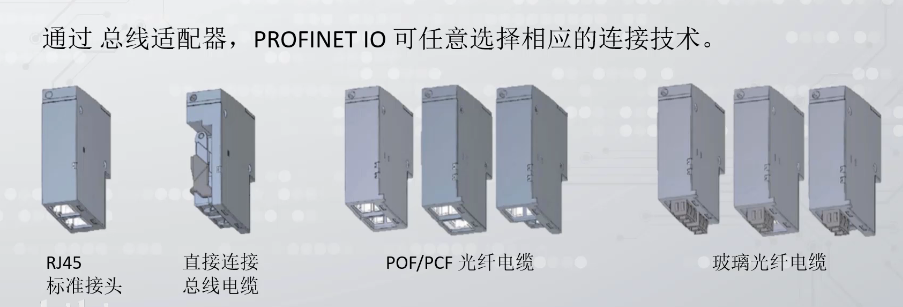 通过 总线适配器，PROFINET IO 可任意选择相应的连接技术。
RJ45
标准接头
直接连接
总线电缆
POF/PCF 光纤电缆
玻璃光纤电缆